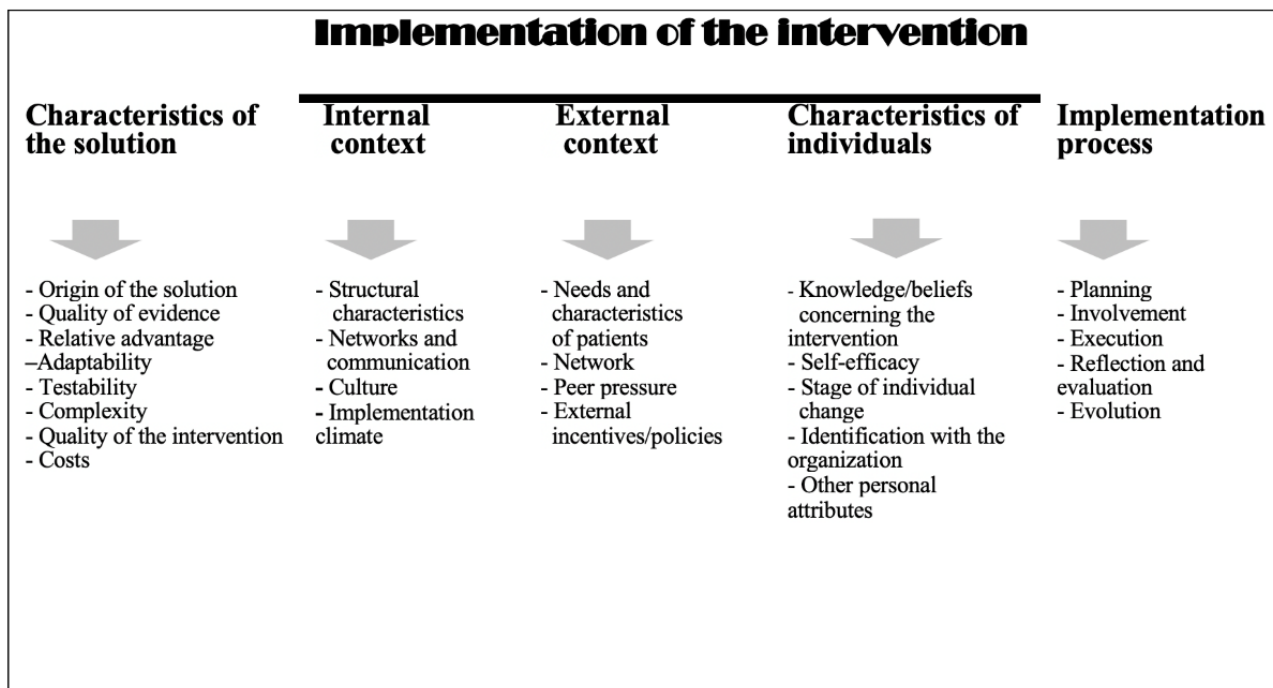 Implementation of the intervention
Characteristics of
the solution
Internal
context
External
context
Characteristics of
individuals
Implementation
process
- Origin of the solution
- Quality of evidence
- Relative advantage
–Adaptability
- Testability
- Complexity
- Quality of the intervention
- Costs
- Structural
characteristics
- Networks and
communication
- Culture
- Implementation
climate
- Needs and
characteristics
of patients
- Network
- Peer pressure
- External
incentives/policies
- Knowledge/beliefs
concerning the
intervention
- Self-efficacy
- Stage of individual
change
- Identification with the
organization
- Other personal
attributes
- Planning
- Involvement
- Execution
- Reflection and
evaluation
- Evolution